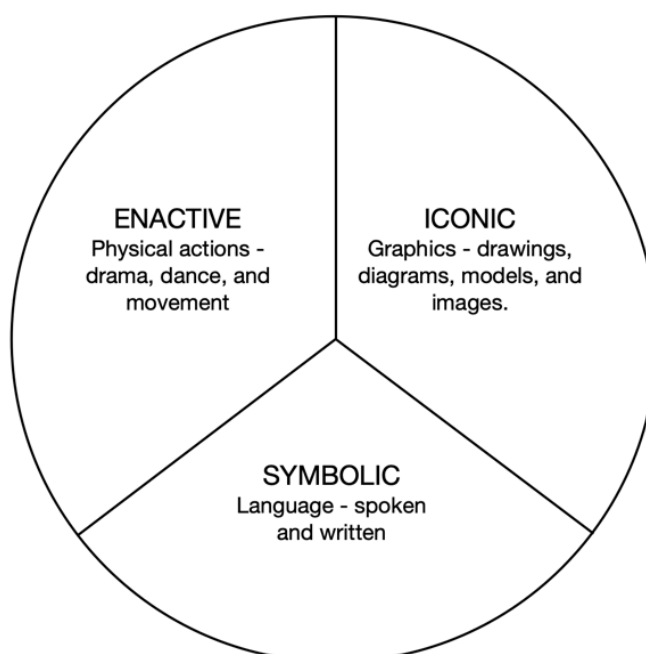 ENACTIVE
Physical actions -
drama, dance, and
movement
ICONIC
Graphics - drawings,
diagrams, models, and
images.
SYMBOLIC
Language - spoken
and written